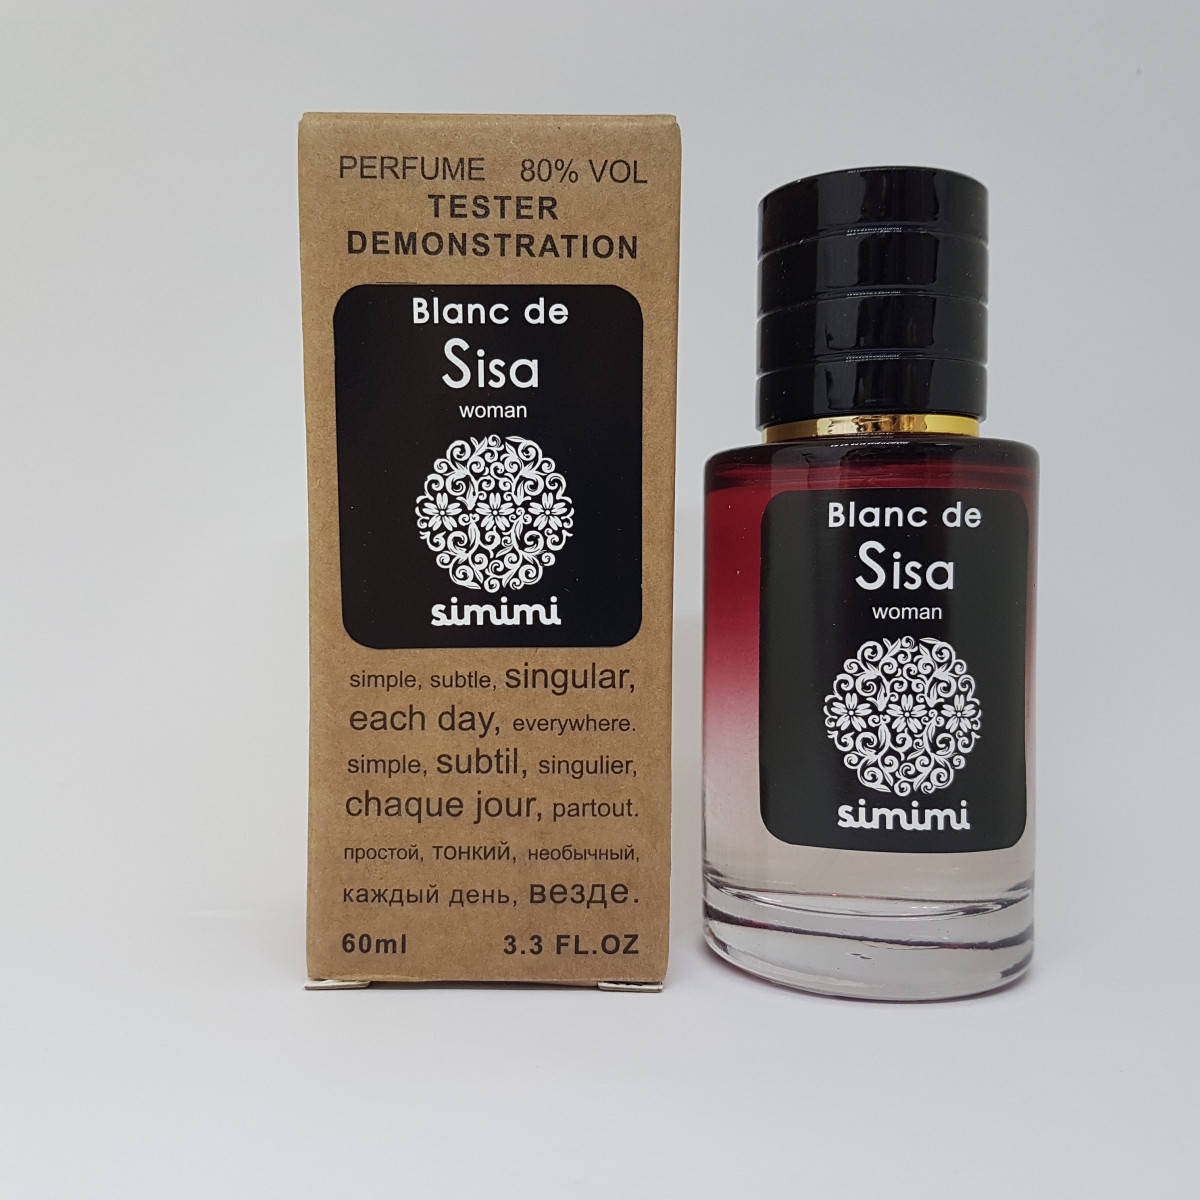 PERFUME 80% VOL
TESTER
DEMONSTRATION
Blanc de
Sisa
woman
simimi
simple, subtle, singular,
each day, everywhere.
simple, subtil, singulier,
chaque jour, partout.
простой, тонкий, необычный,
каждый день, везде.
60ml 3.3 FL.OZ
Blanc de
Sisa
woman
simimi